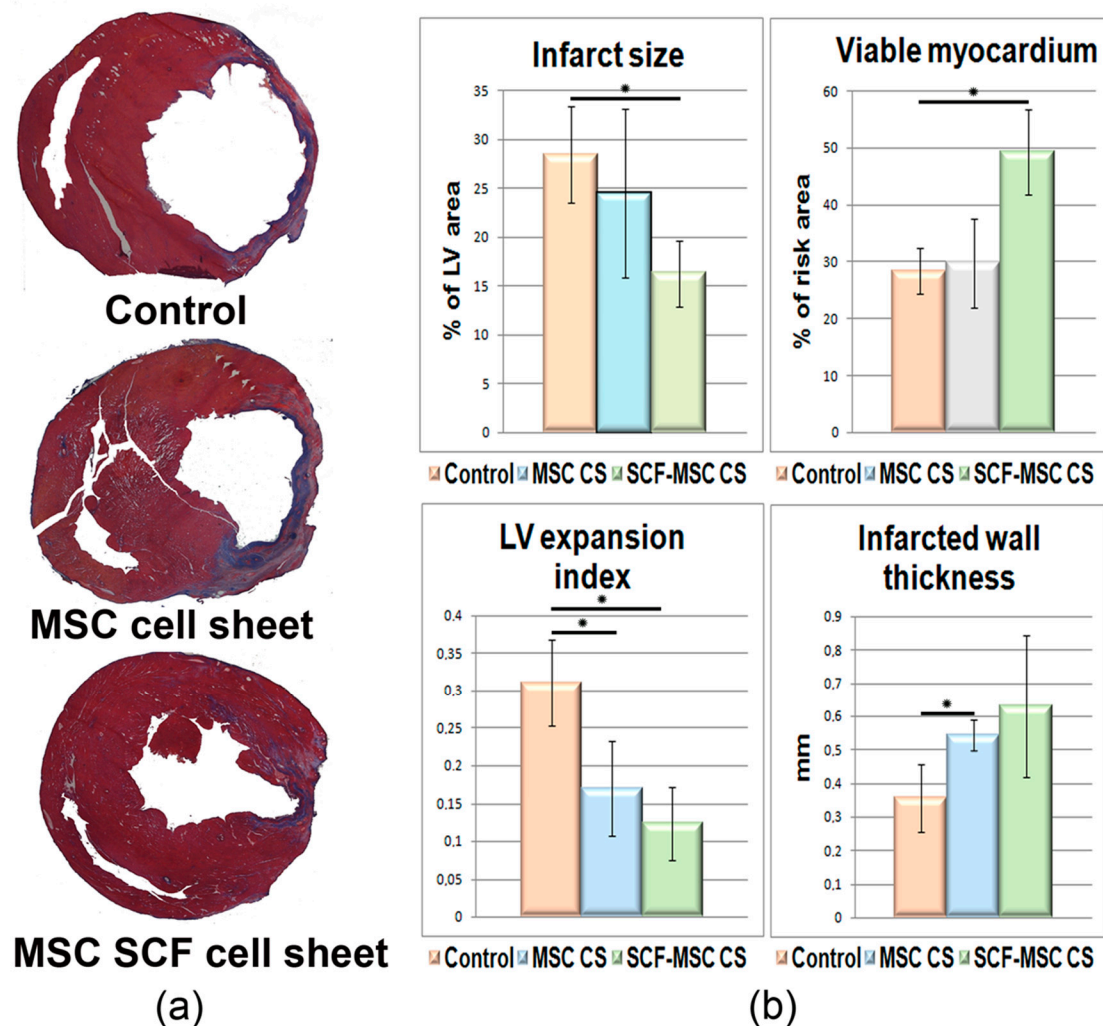 Control
MSC cell sheet
MSC SCF cell sheet
(a)
Infarct size
% of LV area
35
30
25
20
15
10
5
0
*
Control MSC CS SCF-MSC CS
Viable myocardium
% of risk area
60
50
40
30
20
10
0
*
Control MSC CS SCF-MSC CS
LV expansion
index
0.4
0,35
0.3
0,25
0.2
0,15
0.1
0,05
0
*
*
Control MSC CS SCF-MSC CS
Infarcted wall
thickness
mm
0,9
0,8
0,7
0,6
0,5
0,4
0,3
0,2
0,1
0
*
Control MSC CS SCF-MSC CS
(b)